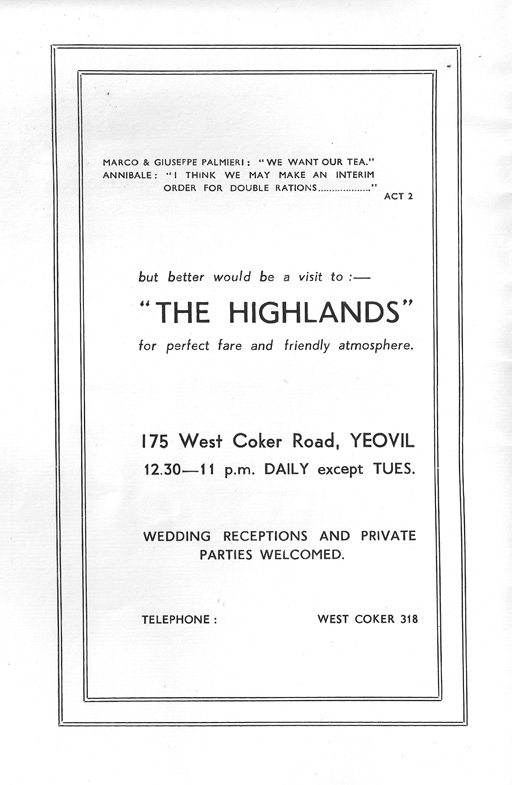 MARCO & GIUSEFPE PALMIERI: "WE WANT OUR TEA."
ANNIBALE: "I THINK WE MAY MAKE AN INTERIM
ORDER FOR DOUBLE RATIONS..................."
ACT 2
but better would be a visit to :—
"THE HIGHLANDS"
for perfect fare and friendly atmosphere.
175 West Coker Road, YEOVIL
12.30—11 p.m. DAILY except TUES.
WEDDING RECEPTIONS AND PRIVATE
PARTIES WELCOMED.
TELEPHONE : WEST COKER 318